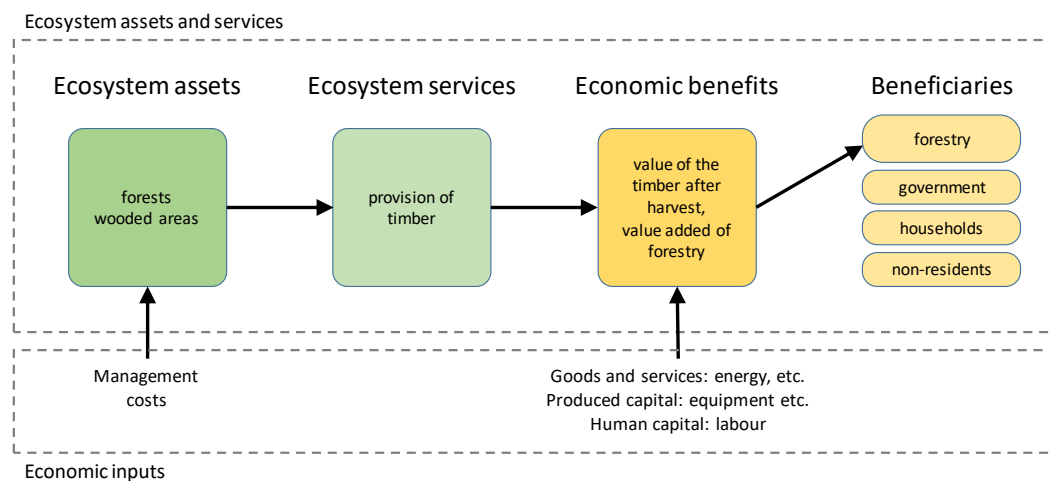 Ecosystem assets and services
Ecosystem assets
Ecosystem services
Economic benefits
Beneficiaries
forests
wooded areas
provision of
timber
value of the
timber after
harvest,
value added of
forestry
forestry
government
households
non-residents
Management
costs
Goods and services: energy, etc.
Produced capital: equipment etc.
Human capital: labour
Economic inputs